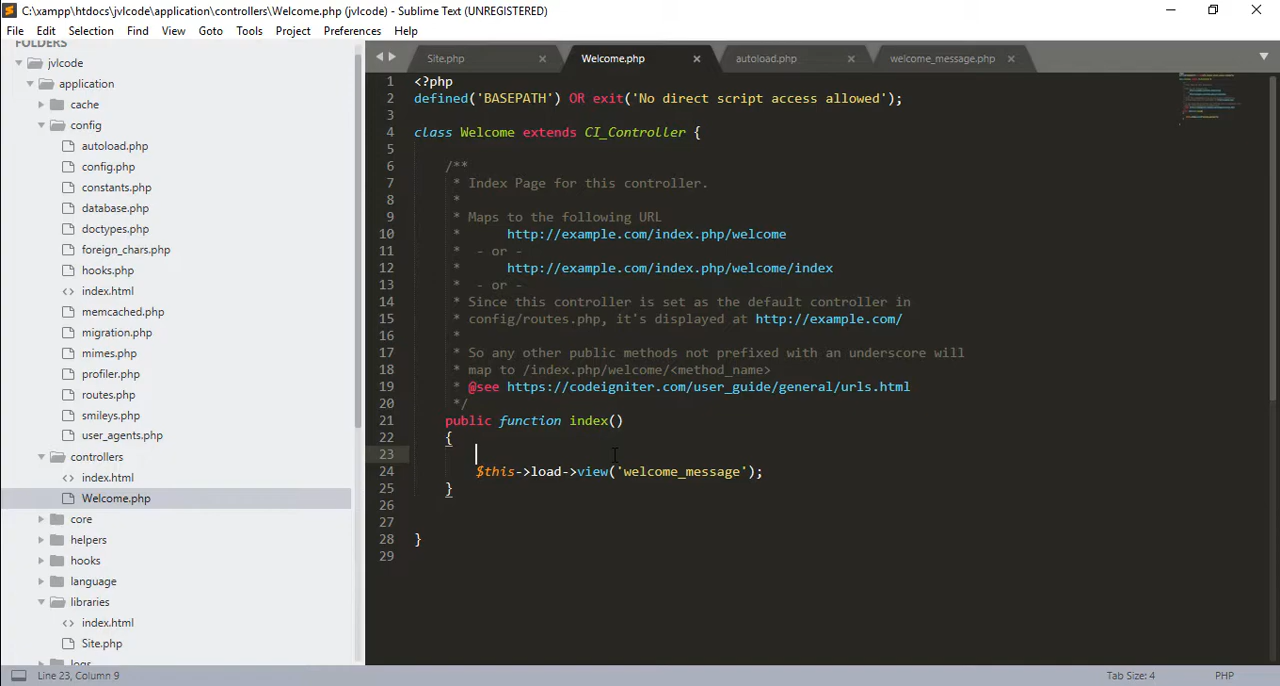 C:\xampp\htdocs\jvlcode\application\controllers\Welcome.php (jvlcode) - Sublime Text (UNREGISTERED)
File Edit Selection Find View Goto Tools Project Preferences Help
FOLDERS
jvlcode
application
cache
config
autoload.php
config.php
constants.php
database.php
doctypes.php
foreign_chars.php
hooks.php
index.html
memcached.php
migration.php
mimes.php
profiler.php
routes.php
smileys.php
user_agents.php
controllers
index.html
Welcome.php
core
helpers
hooks
language
libraries
index.html
Site.php
logs
Site.php Welcome.php autoload.php welcome_message.php
1 <?php
2 defined('BASEPATH') OR exit('No direct script access allowed');
3
4 class Welcome extends CI_Controller {
5
6 /**
7 * Index Page for this controller.
8 *
9 * Maps to the following URL
10 * http://example.com/index.php/welcome
11 * - or -
12 * http://example.com/index.php/welcome/index
13 * - or -
14 * Since this controller is set as the default controller in
15 * config/routes.php, it's displayed at http://example.com/
16 *
17 * So any other public methods not prefixed with an underscore will
18 * map to /index.php/welcome/<method_name>
19 * @see https://codeigniter.com/user_guide/general/urls.html
20 */
21 public function index()
22 {
23
24 $this->load->view('welcome_message');
25 }
26
27
28 }
29
Line 23, Column 9 Tab Size: 4 PHP